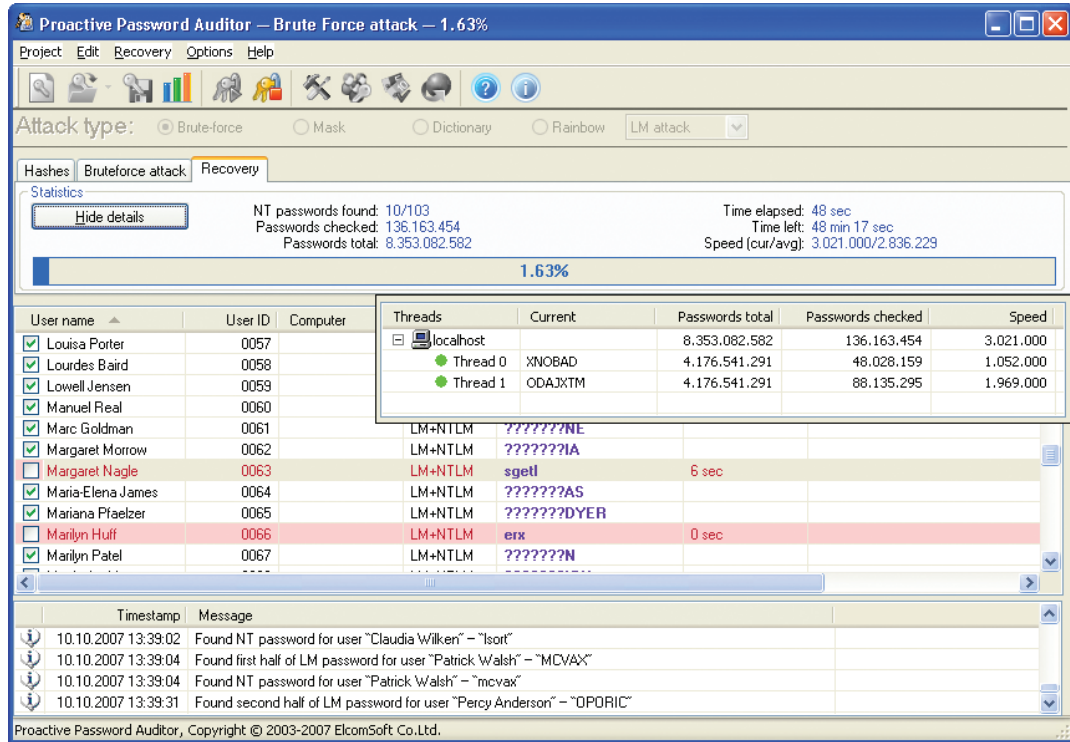 Proactive Password Auditor — Brute Force attack — 1.63%
Project Edit Recovery Options Help
Attack type: Brute-force Mask Dictionary Rainbow LM attack
Hashes Bruteforce attack Recovery
Statistics
Hide details
NT passwords found: 10/103
Passwords checked: 136.163.454
Passwords total: 8.353.082.582
Time elapsed: 48 sec
Time left: 48 min 17 sec
Speed (cur/avg): 3.021.000/2.836.229
1.63%
User name User ID Computer
Threads Current Passwords total Passwords checked Speed
localhost 8.353.082.582 136.163.454 3.021.000
Thread 0 XNOBAD 4.176.541.291 48.028.159 1.052.000
Thread 1 ODAJXTM 4.176.541.291 88.135.295 1.969.000
Louisa Porter 0057
Lourdes Baird 0058
Lowell Jensen 0059
Manuel Real 0060
Marc Goldman 0061 LM+NTLM ???????NE
Margaret Morrow 0062 LM+NTLM ???????IA
Margaret Nagle 0063 LM+NTLM sgetl 6 sec
Maria-Elena James 0064 LM+NTLM ???????AS
Mariana Pfaelzer 0065 LM+NTLM ???????DYER
Marilyn Huff 0066 LM+NTLM erx 0 sec
Marilyn Patel 0067 LM+NTLM ???????N
Timestamp Message
10.10.2007 13:39:02 Found NT password for user "Claudia Wilken" – "lsort"
10.10.2007 13:39:04 Found first half of LM password for user "Patrick Walsh" – "MCVAX"
10.10.2007 13:39:04 Found NT password for user "Patrick Walsh" – "mcvax"
10.10.2007 13:39:31 Found second half of LM password for user "Percy Anderson" – "OPORIC"
Proactive Password Auditor, Copyright © 2003-2007 ElcomSoft Co.Ltd.